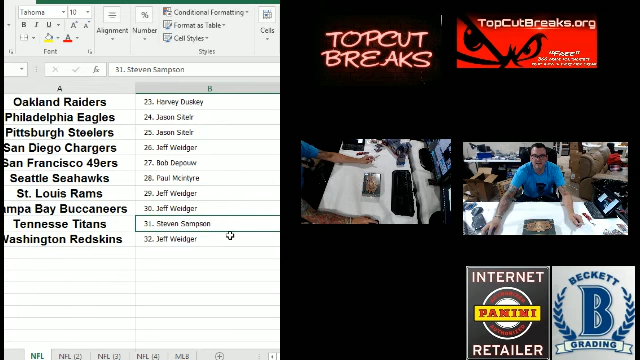 Tahoma
10
Conditional Formatting
Format as Table
Cell Styles
Alignment
Number
Cells
Styles
31. Steven Sampson
A
B
Oakland Raiders 23. Harvey Duskey
Philadelphia Eagles 24. Jason Sitelr
Pittsburgh Steelers 25. Jason Sitelr
San Diego Chargers 26. Jeff Weidger
San Francisco 49ers 27. Bob Depouw
Seattle Seahawks 28. Paul Mcintyre
St. Louis Rams 29. Jeff Weidger
ampa Bay Buccaneers 30. Jeff Weidger
Tennesse Titans 31. Steven Sampson
Washington Redskins 32. Jeff Weidger
NFL NFL (2) NFL (3) NFL (4) MLB
TOPCUT
BREAKS
TopCutBreaks.org
"Free"
INTERNET
PANINI
AUTHORIZED
RETAILER
BECKETT
B
GRADING